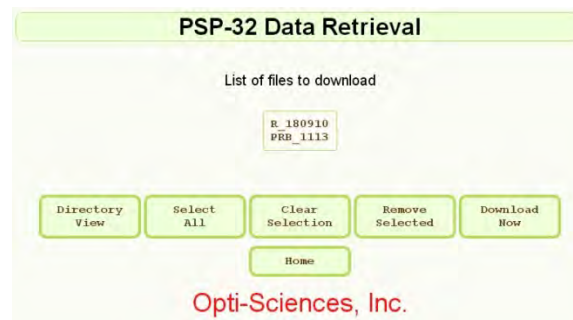 PSP-32 Data Retrieval
List of files to download
R_180910
PRB_1113
Directory View
Select All
Clear Selection
Remove Selected
Download Now
Home
Opti-Sciences, Inc.